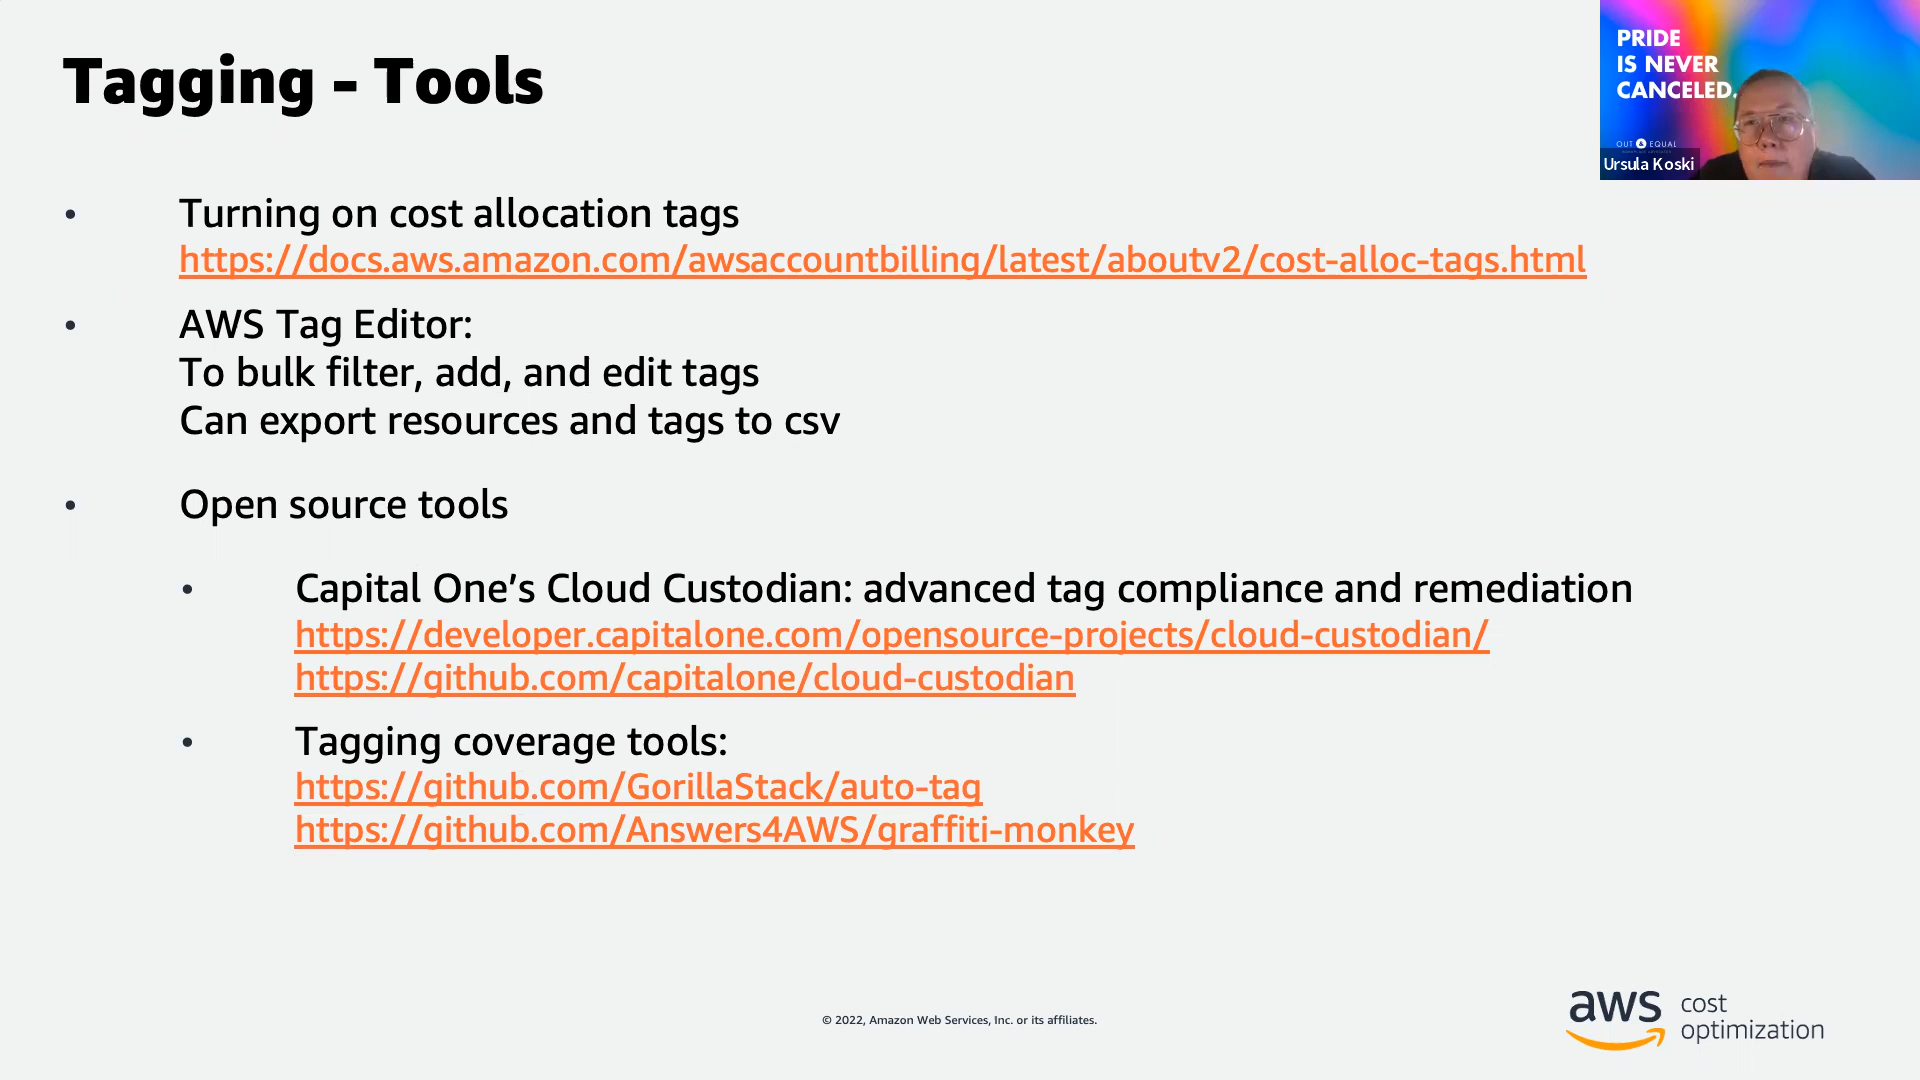 Tagging - Tools
PRIDE
IS NEVER
CANCELED.
OUT & EQUAL
Ursula Koski
• Turning on cost allocation tags
https://docs.aws.amazon.com/awsaccountbilling/latest/aboutv2/cost-alloc-tags.html
• AWS Tag Editor:
To bulk filter, add, and edit tags
Can export resources and tags to csv
• Open source tools
• Capital One’s Cloud Custodian: advanced tag compliance and remediation
https://developer.capitalone.com/opensource-projects/cloud-custodian/
https://github.com/capitalone/cloud-custodian
• Tagging coverage tools:
https://github.com/GorillaStack/auto-tag
https://github.com/Answers4AWS/graffiti-monkey
© 2022, Amazon Web Services, Inc. or its affiliates.
aws cost
optimization